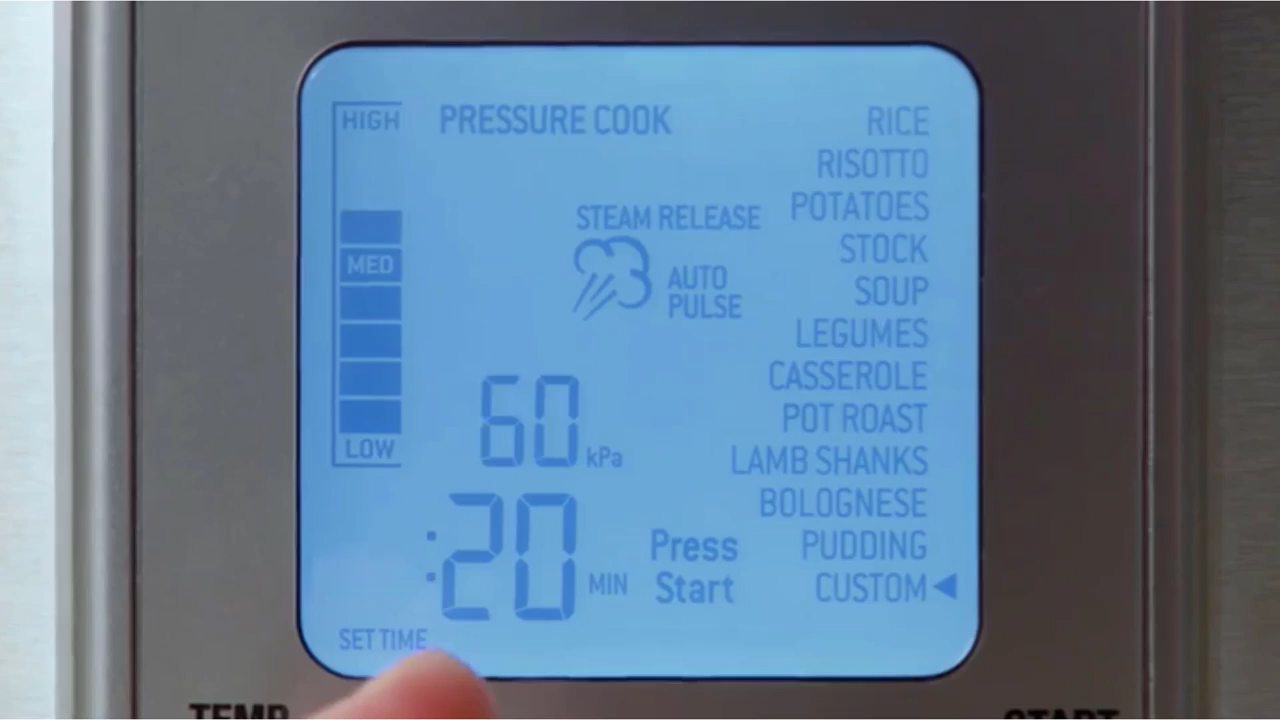 HIGH
PRESSURE COOK
MED
LOW
STEAM RELEASE
AUTO
PULSE
60 kPa
:20 MIN
Press
Start
SET TIME
RICE
RISOTTO
POTATOES
STOCK
SOUP
LEGUMES
CASSEROLE
POT ROAST
LAMB SHANKS
BOLOGNESE
PUDDING
CUSTOM
TEMP
START